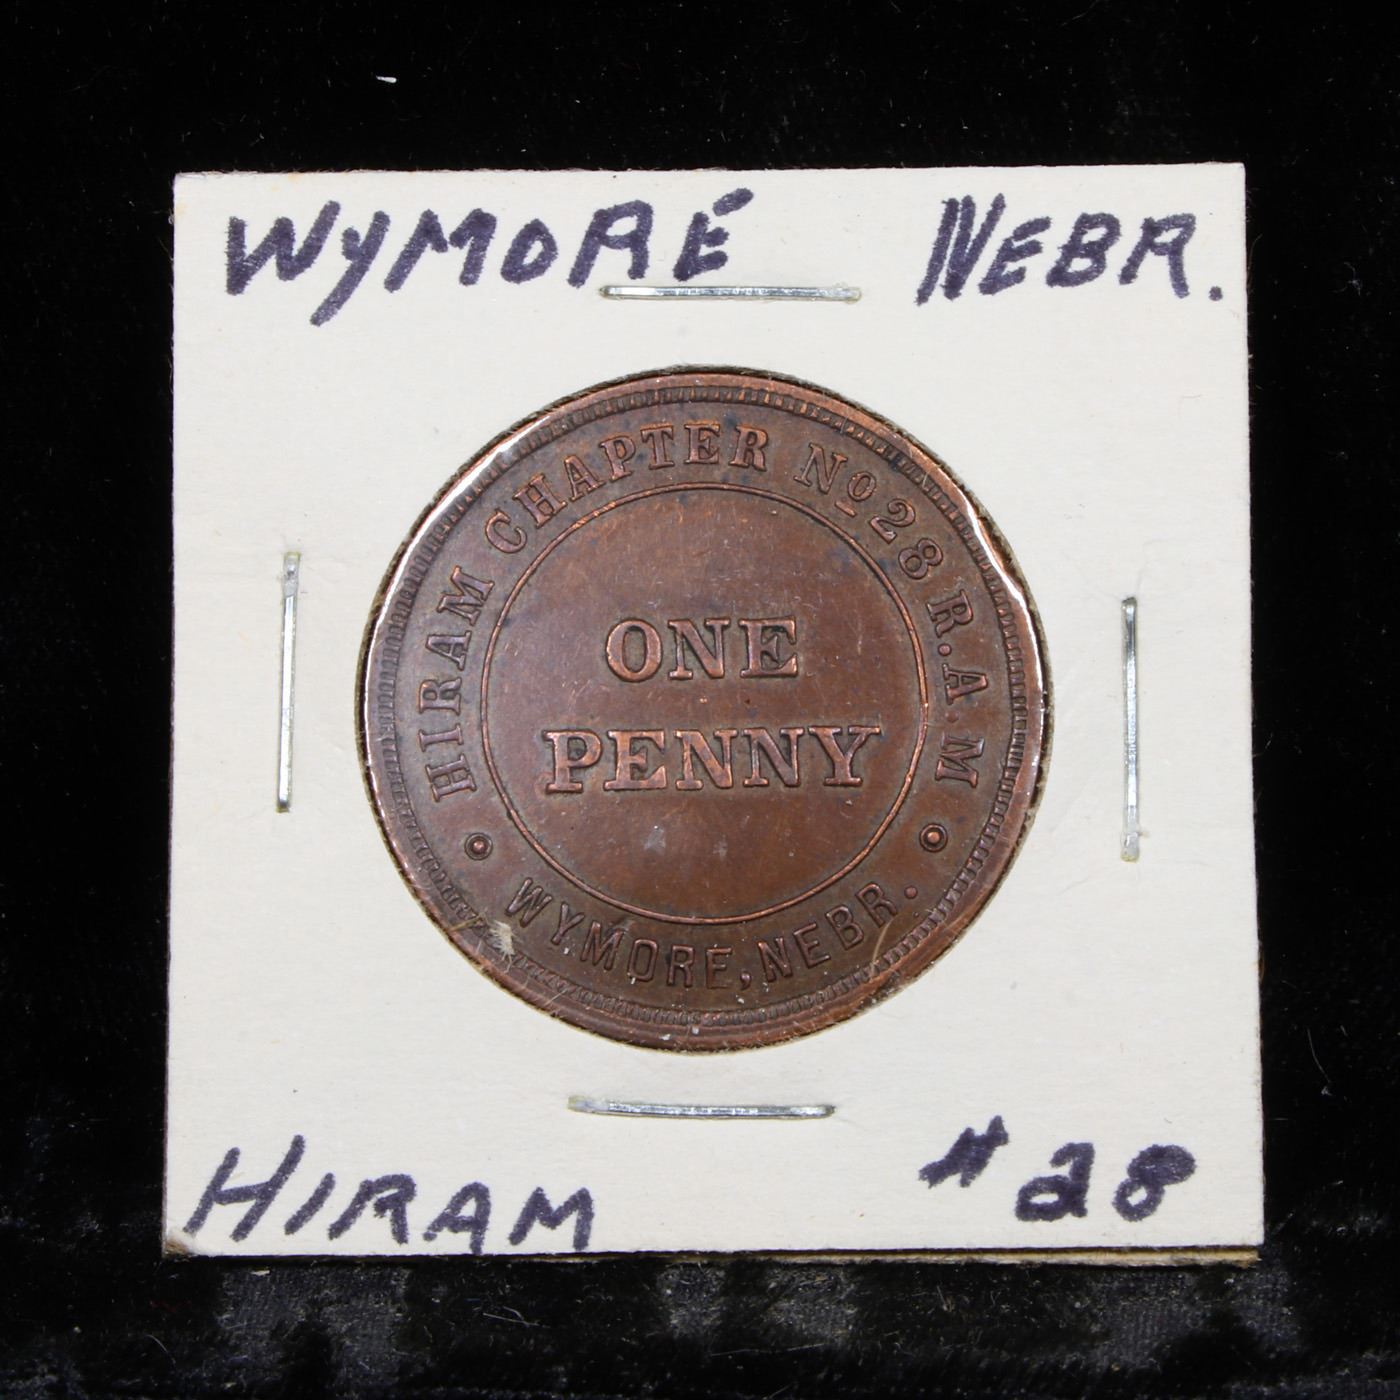 WYMORE NEBR.
HIRAM CHAPTER No 28 R.A.M
ONE
PENNY
WYMORE, NEBR.
HIRAM #28